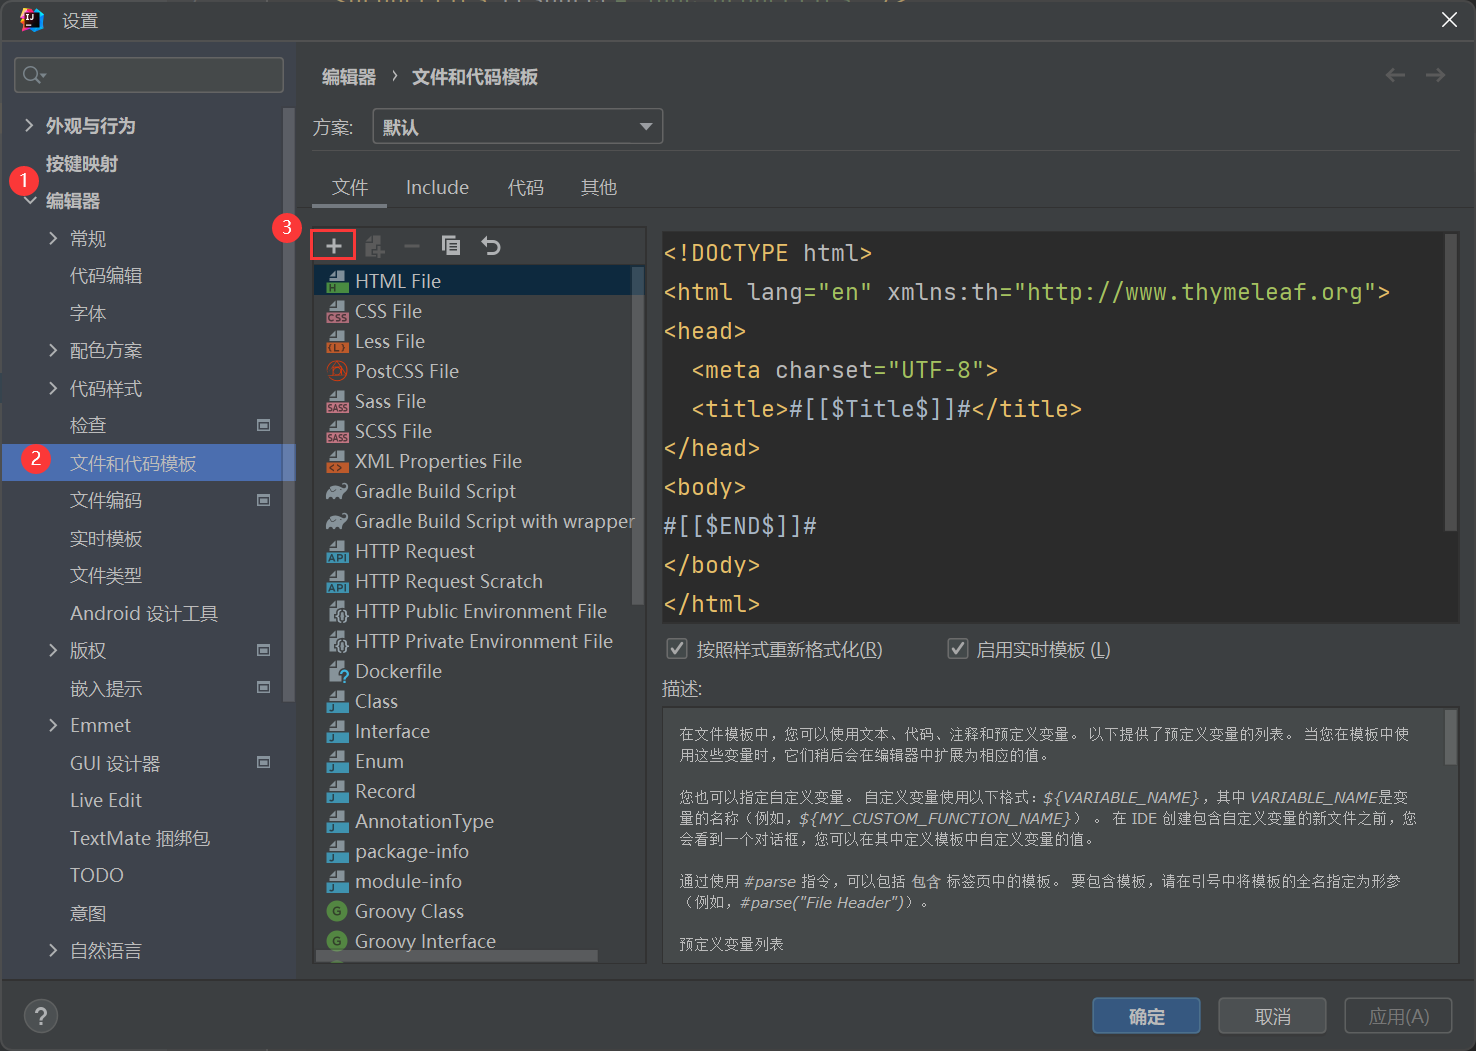 设置
编辑器 › 文件和代码模板
方案: 默认
文件 Include 代码 其他
外观与行为
按键映射
1
编辑器
常规
代码编辑
字体
配色方案
代码样式
检查
2
文件和代码模板
文件编码
实时模板
文件类型
Android 设计工具
版权
嵌入提示
Emmet
GUI 设计器
Live Edit
TextMate 捆绑包
TODO
意图
自然语言
3
HTML File
CSS File
Less File
PostCSS File
Sass File
SCSS File
XML Properties File
Gradle Build Script
Gradle Build Script with wrapper
HTTP Request
HTTP Request Scratch
HTTP Public Environment File
HTTP Private Environment File
Dockerfile
Class
Interface
Enum
Record
AnnotationType
package-info
module-info
Groovy Class
Groovy Interface
<!DOCTYPE html>
<html lang="en" xmlns:th="http://www.thymeleaf.org">
<head>
  <meta charset="UTF-8">
  <title>#[[$Title$]]#</title>
</head>
<body>
#[[$END$]]#
</body>
</html>
按照样式重新格式化(R) 启用实时模板 (L)
描述:
在文件模板中，您可以使用文本、代码、注释和预定义变量。 以下提供了预定义变量的列表。 当您在模板中使
用这些变量时，它们稍后会在编辑器中扩展为相应的值。
您也可以指定自定义变量。 自定义变量使用以下格式：${VARIABLE_NAME}，其中 VARIABLE_NAME是变
量的名称（例如，${MY_CUSTOM_FUNCTION_NAME}） 。 在 IDE 创建包含自定义变量的新文件之前，您
会看到一个对话框，您可以在其中定义模板中自定义变量的值。
通过使用 #parse 指令，可以包括 包含 标签页中的模板。 要包含模板，请在引号中将模板的全名指定为形参
（例如，#parse("File Header")）。
预定义变量列表
? 确定 取消 应用(A)